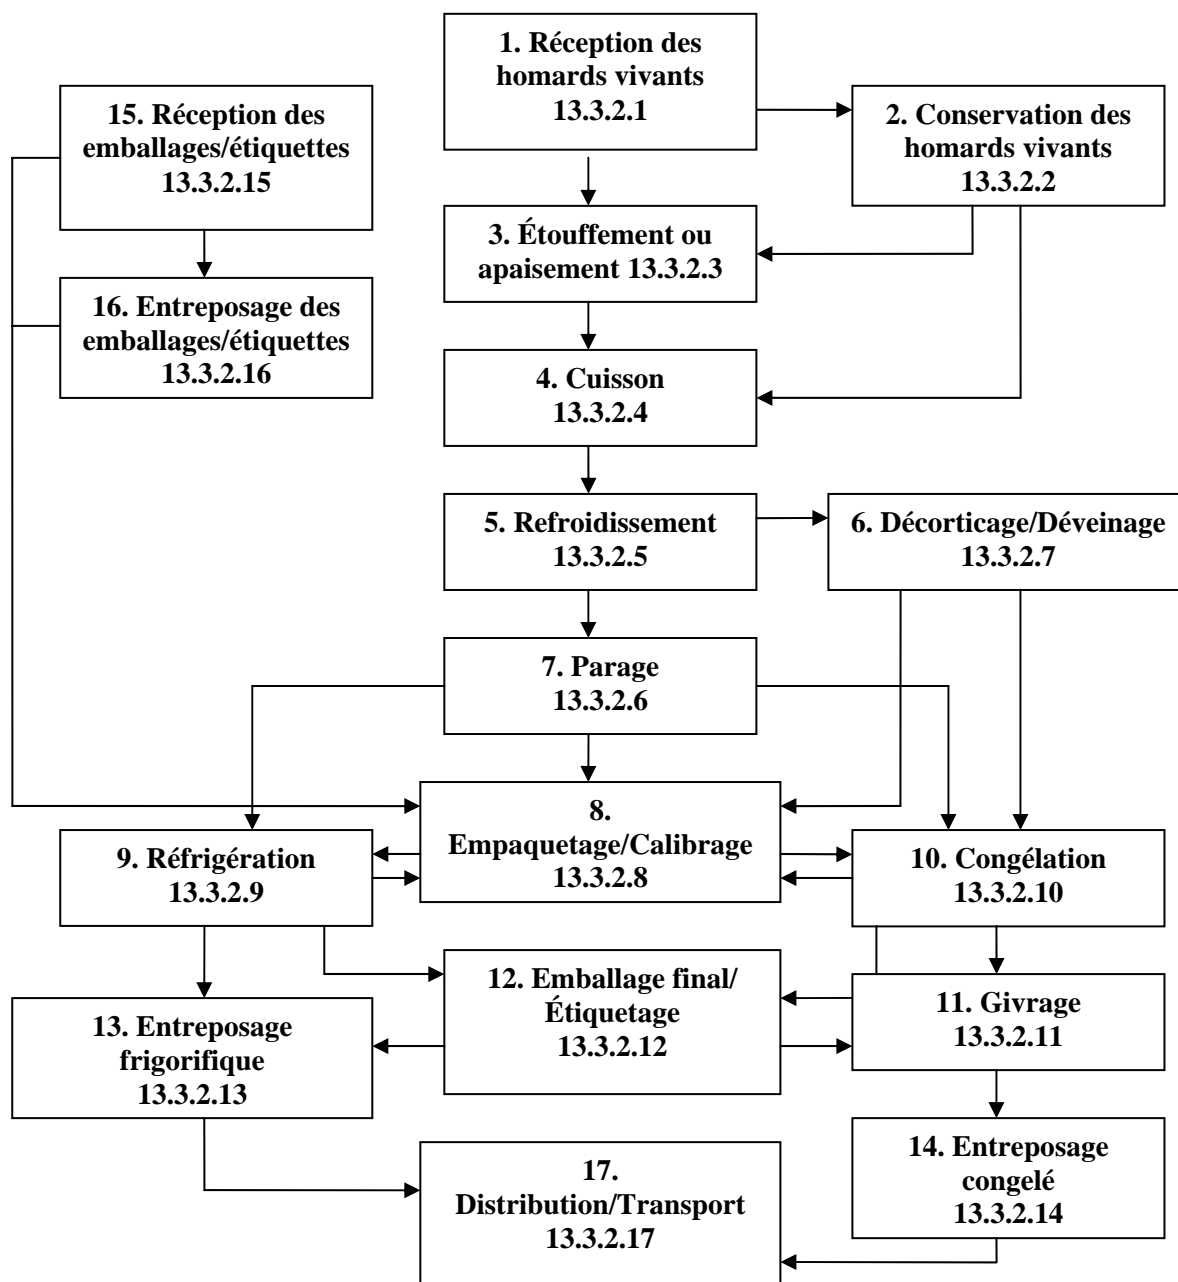 1. Réception des
homards vivants
13.3.2.1
15. Réception des
emballages/étiquettes
13.3.2.15
2. Conservation des
homards vivants
13.3.2.2
3. Étouffement ou
apaisement 13.3.2.3
16. Entreposage des
emballages/étiquettes
13.3.2.16
4. Cuisson
13.3.2.4
5. Refroidissement
13.3.2.5
6. Décorticage/Déveinage
13.3.2.7
7. Parage
13.3.2.6
8.
Empaquetage/Calibrage
13.3.2.8
9. Réfrigération
13.3.2.9
10. Congélation
13.3.2.10
12. Emballage final/
Étiquetage
13.3.2.12
11. Givrage
13.3.2.11
13. Entreposage
frigorifique
13.3.2.13
14. Entreposage
congelé
13.3.2.14
17.
Distribution/Transport
13.3.2.17